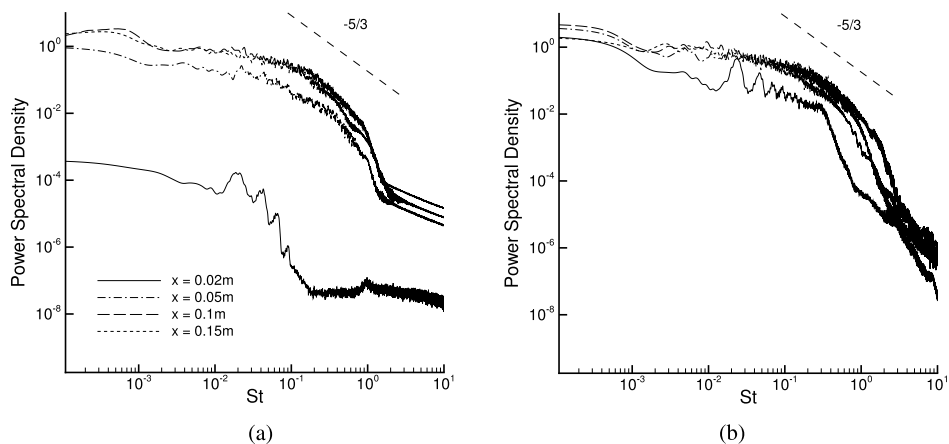 -5/3
10^0
10^-2
10^-4
10^-6
10^-8
Power Spectral Density
x = 0.02m
x = 0.05m
x = 0.1m
x = 0.15m
10^-3
10^-2
10^-1
10^0
10^1
St
(a)
-5/3
10^0
10^-2
10^-4
10^-6
10^-8
Power Spectral Density
10^-3
10^-2
10^-1
10^0
10^1
St
(b)